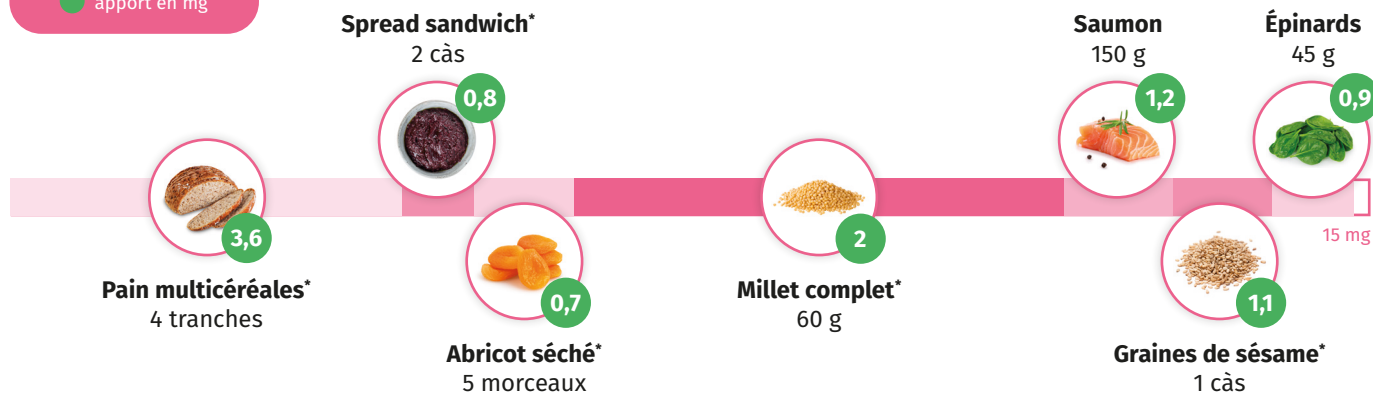 apport en mg
Spread sandwich*
2 càs
0,8
Saumon
150 g
1,2
Épinards
45 g
0,9
3,6
Pain multicéréales*
4 tranches
0,7
Abricot séché*
5 morceaux
2
Millet complet*
60 g
15 mg
1,1
Graines de sésame*
1 càs